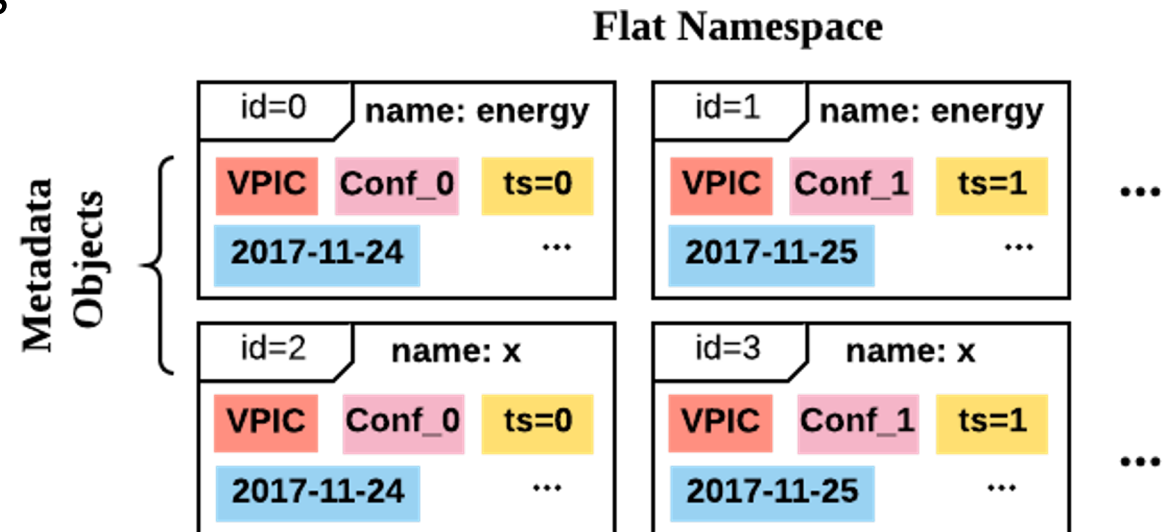 Flat Namespace
Metadata
Objects
id=0 name: energy
VPIC Conf_0 ts=0
2017-11-24 ...
id=1 name: energy
VPIC Conf_1 ts=1
2017-11-25 ...
...
id=2 name: x
VPIC Conf_0 ts=0
2017-11-24 ...
id=3 name: x
VPIC Conf_1 ts=1
2017-11-25 ...
...